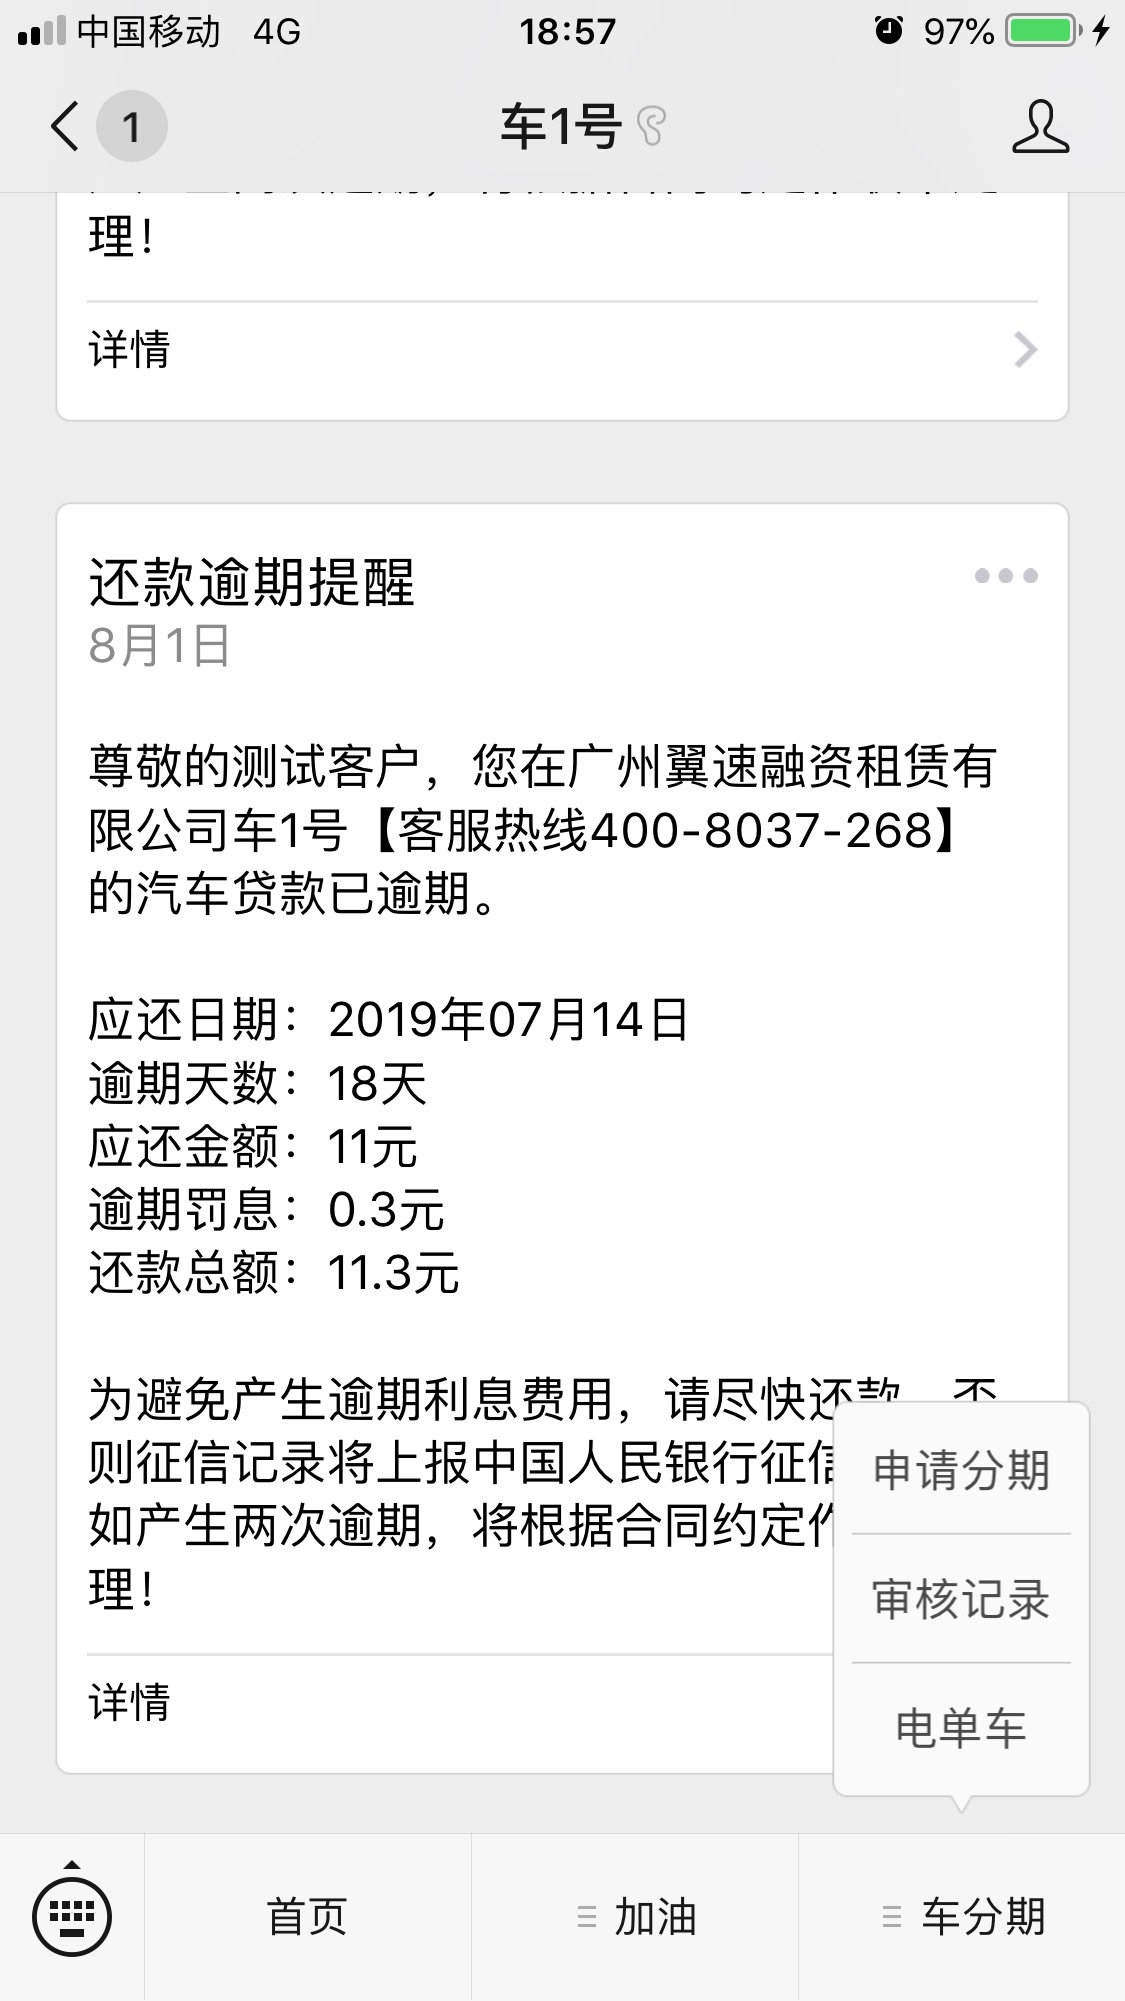 中国移动 4G 18:57 97%
1 车1号
理！
详情
还款逾期提醒
8月1日
尊敬的测试客户，您在广州翼速融资租赁有
限公司车1号【客服热线400-8037-268】
的汽车贷款已逾期。
应还日期：2019年07月14日
逾期天数：18天
应还金额：11元
逾期罚息：0.3元
还款总额：11.3元
为避免产生逾期利息费用，请尽快还款 否
则征信记录将上报中国人民银行征信
如产生两次逾期，将根据合同约定作
理！
详情
申请分期
审核记录
电单车
首页 加油 车分期